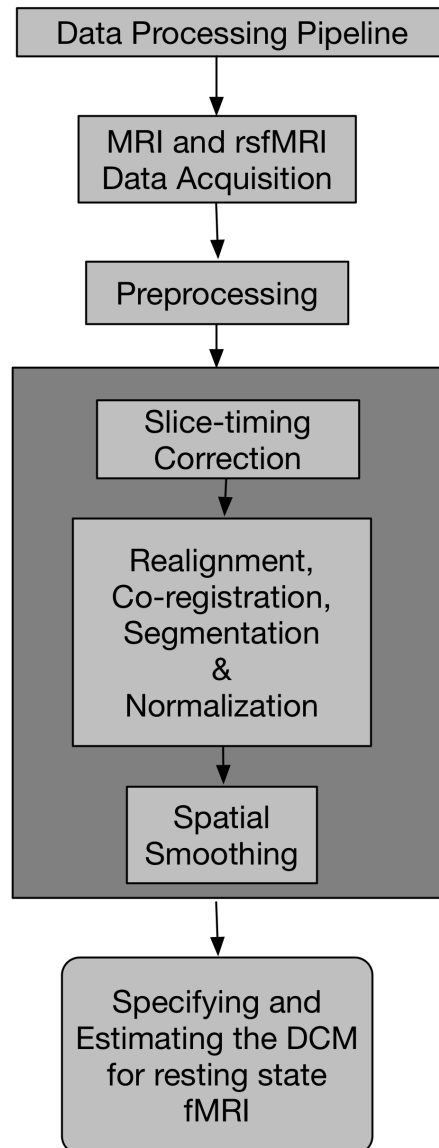 Data Processing Pipeline
MRI and rsfMRI
Data Acquisition
Preprocessing
Slice-timing
Correction
Realignment,
Co-registration,
Segmentation
&
Normalization
Spatial
Smoothing
Specifying and
Estimating the DCM
for resting state
fMRI